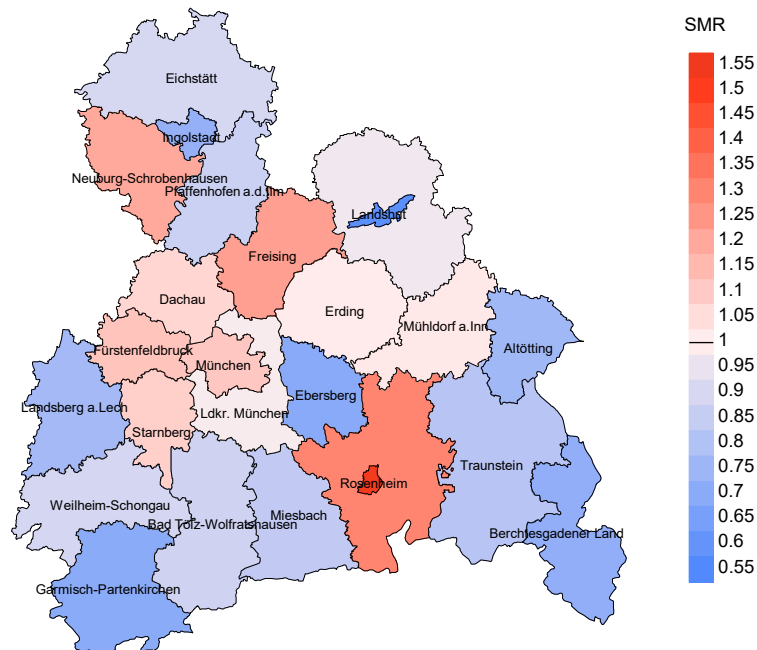 SMR
1.55
1.5
1.45
1.4
1.35
1.3
1.25
1.2
1.15
1.1
1.05
1
0.95
0.9
0.85
0.8
0.75
0.7
0.65
0.6
0.55
Eichstätt
Ingolstadt
Neuburg-Schrobenhausen
Pfaffenhofen a.d.Ilm
Landshut
Freising
Dachau
Erding
Mühldorf a.Inn
Altötting
Fürstenfeldbruck
München
Ebersberg
Landsberg a.Lech
Ldkr. München
Starnberg
Traunstein
Rosenheim
Weilheim-Schongau
Miesbach
Bad Tölz-Wolfratshausen
Berchtesgadener Land
Garmisch-Partenkirchen